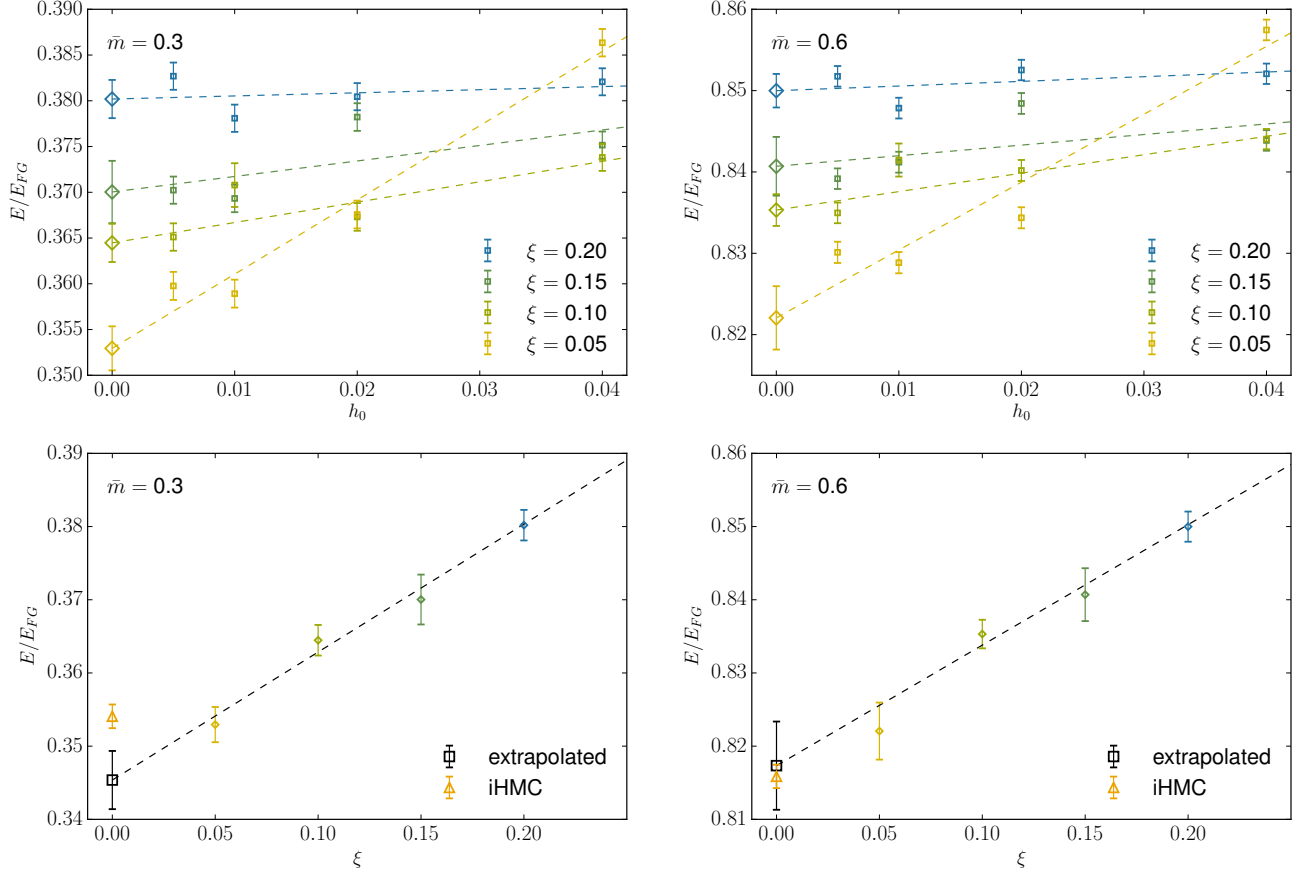 m̄ = 0.3
E/E_FG
0.390
0.385
0.380
0.375
0.370
0.365
0.360
0.355
0.350
ξ = 0.20
ξ = 0.15
ξ = 0.10
ξ = 0.05
0.00 0.01 0.02 0.03 0.04
h_0
m̄ = 0.6
E/E_FG
0.86
0.85
0.84
0.83
0.82
ξ = 0.20
ξ = 0.15
ξ = 0.10
ξ = 0.05
0.00 0.01 0.02 0.03 0.04
h_0
m̄ = 0.3
E/E_FG
0.39
0.38
0.37
0.36
0.35
0.34
extrapolated
iHMC
0.00 0.05 0.10 0.15 0.20
ξ
m̄ = 0.6
E/E_FG
0.86
0.85
0.84
0.83
0.82
0.81
extrapolated
iHMC
0.00 0.05 0.10 0.15 0.20
ξ